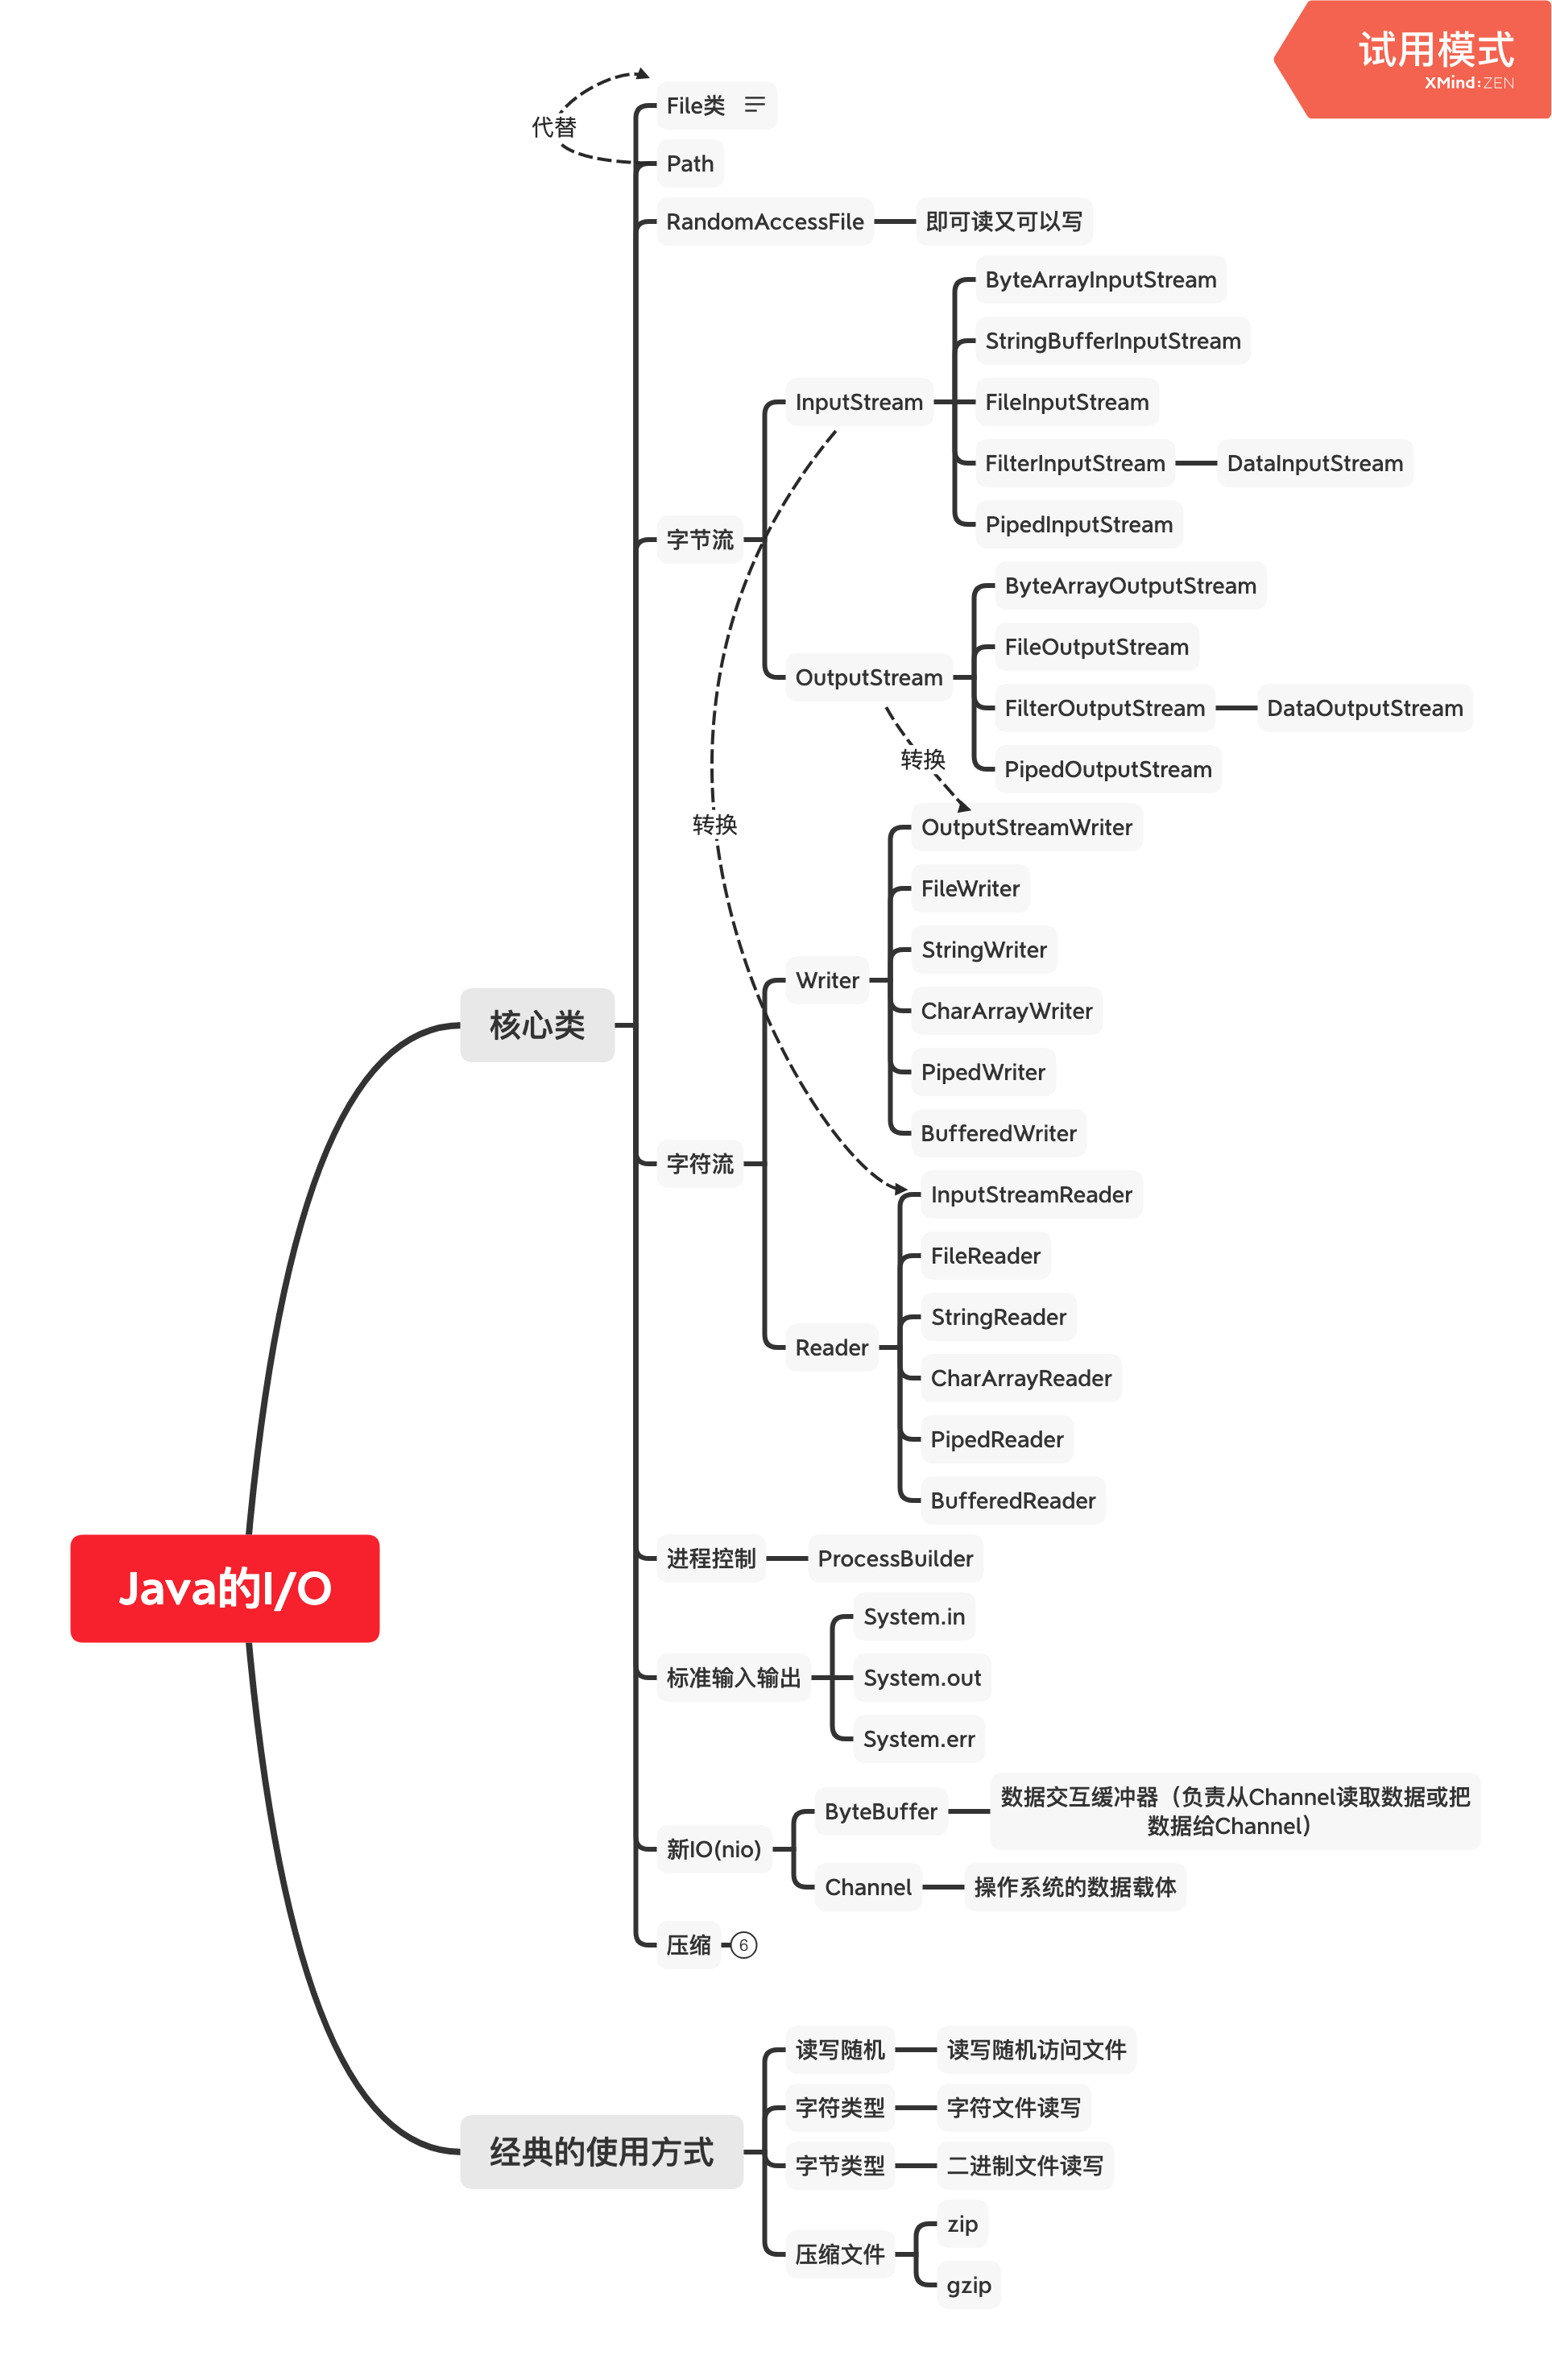 试用模式
XMind:ZEN
File类
代替
Path
RandomAccessFile
即可读又可以写
ByteArrayInputStream
StringBufferInputStream
InputStream
FileInputStream
FilterInputStream
DataInputStream
PipedInputStream
字节流
ByteArrayOutputStream
FileOutputStream
OutputStream
FilterOutputStream
DataOutputStream
转换
PipedOutputStream
转换
OutputStreamWriter
FileWriter
StringWriter
Writer
CharArrayWriter
核心类
PipedWriter
BufferedWriter
字符流
InputStreamReader
FileReader
StringReader
Reader
CharArrayReader
PipedReader
BufferedReader
进程控制
ProcessBuilder
Java的I/O
System.in
标准输入输出
System.out
System.err
ByteBuffer
数据交互缓冲器（负责从Channel读取数据或把
数据给Channel）
新IO(nio)
Channel
操作系统的数据载体
压缩
6
读写随机
读写随机访问文件
字符类型
字符文件读写
经典的使用方式
字节类型
二进制文件读写
zip
压缩文件
gzip